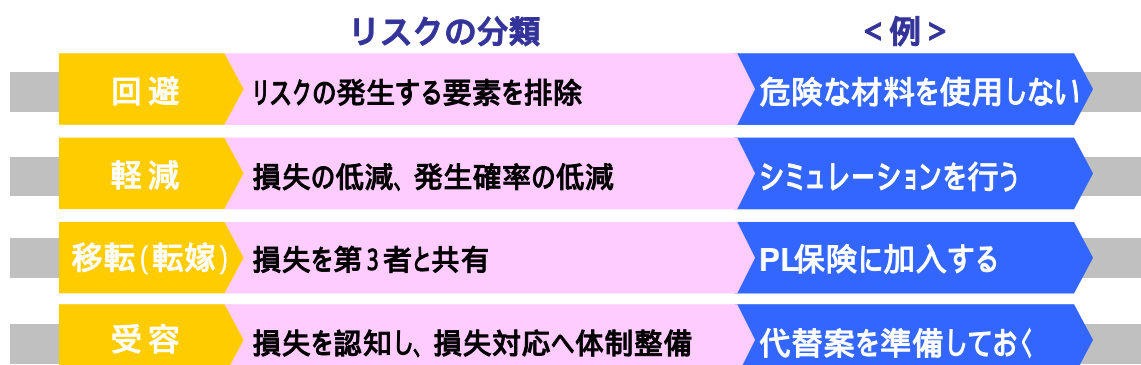 リスクの分類 <例>
回避 リスクの発生する要素を排除 危険な材料を使用しない
軽減 損失の低減、発生確率の低減 シミュレーションを行う
移転(転嫁) 損失を第3者と共有 PL保険に加入する
受容 損失を認知し、損失対応へ体制整備 代替案を準備しておく